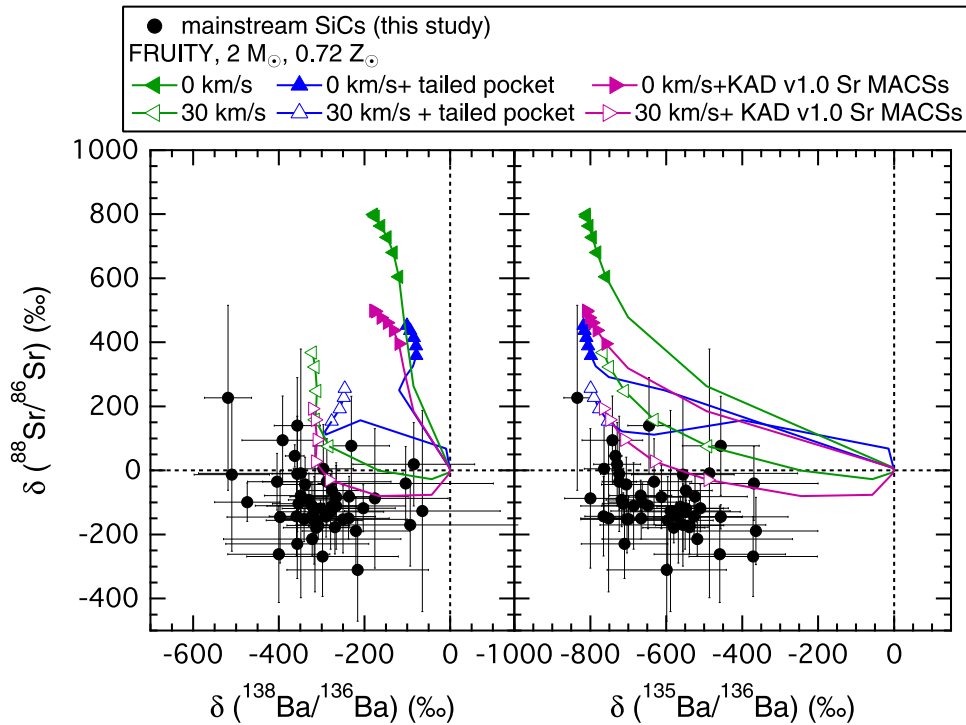 mainstream SiCs (this study)
FRUITY, 2 M☉, 0.72 Z☉
0 km/s 0 km/s+ tailed pocket 0 km/s+KAD v1.0 Sr MACSs
30 km/s 30 km/s + tailed pocket 30 km/s+ KAD v1.0 Sr MACSs
1000
800
600
400
200
0
-200
-400
δ (⁸⁸Sr/⁸⁶Sr) (‰)
-600 -400 -200 0 -1000 -800 -600 -400 -200 0
δ (¹³⁸Ba/¹³⁶Ba) (‰) δ (¹³⁵Ba/¹³⁶Ba) (‰)